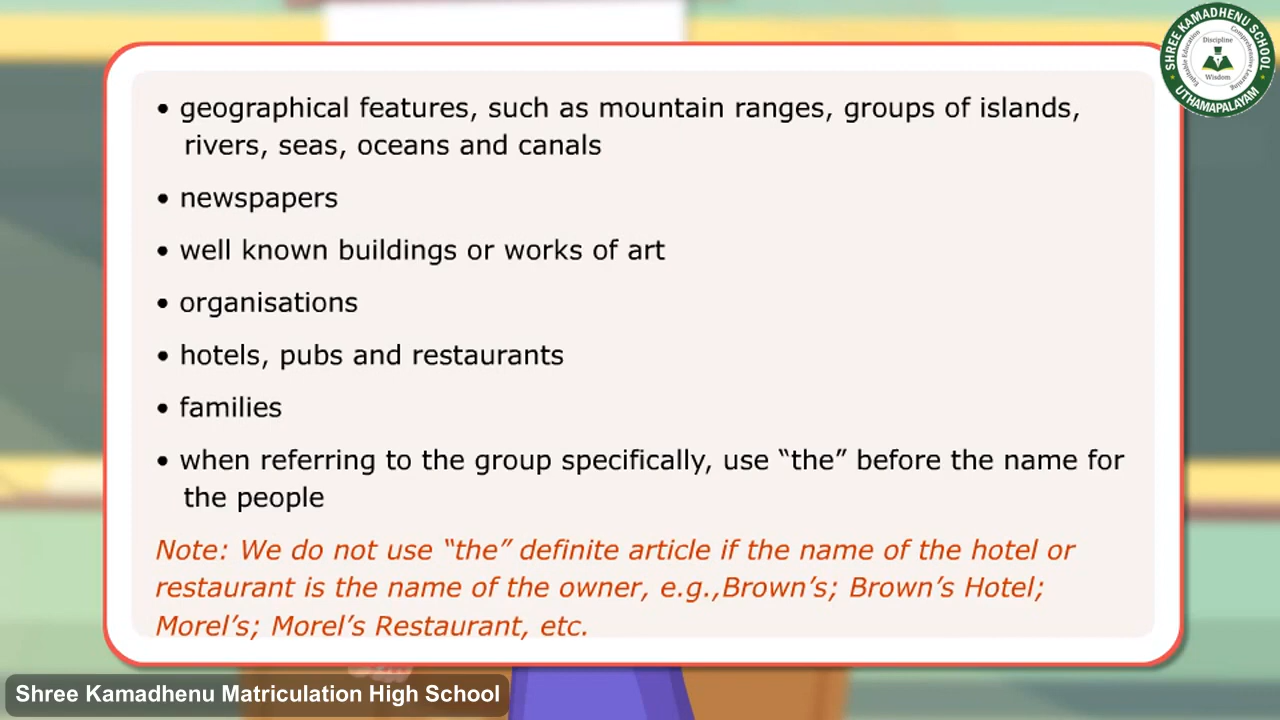 • geographical features, such as mountain ranges, groups of islands,
rivers, seas, oceans and canals
• newspapers
• well known buildings or works of art
• organisations
• hotels, pubs and restaurants
• families
• when referring to the group specifically, use “the” before the name for
the people
Note: We do not use “the” definite article if the name of the hotel or
restaurant is the name of the owner, e.g.,Brown’s; Brown’s Hotel;
Morel’s; Morel’s Restaurant, etc.
SHREE KAMADHENU SCHOOL
UTHAMAPALAYAM
Discipline
Wisdom
Equitable Education
Comprehensive Learning
Shree Kamadhenu Matriculation High School